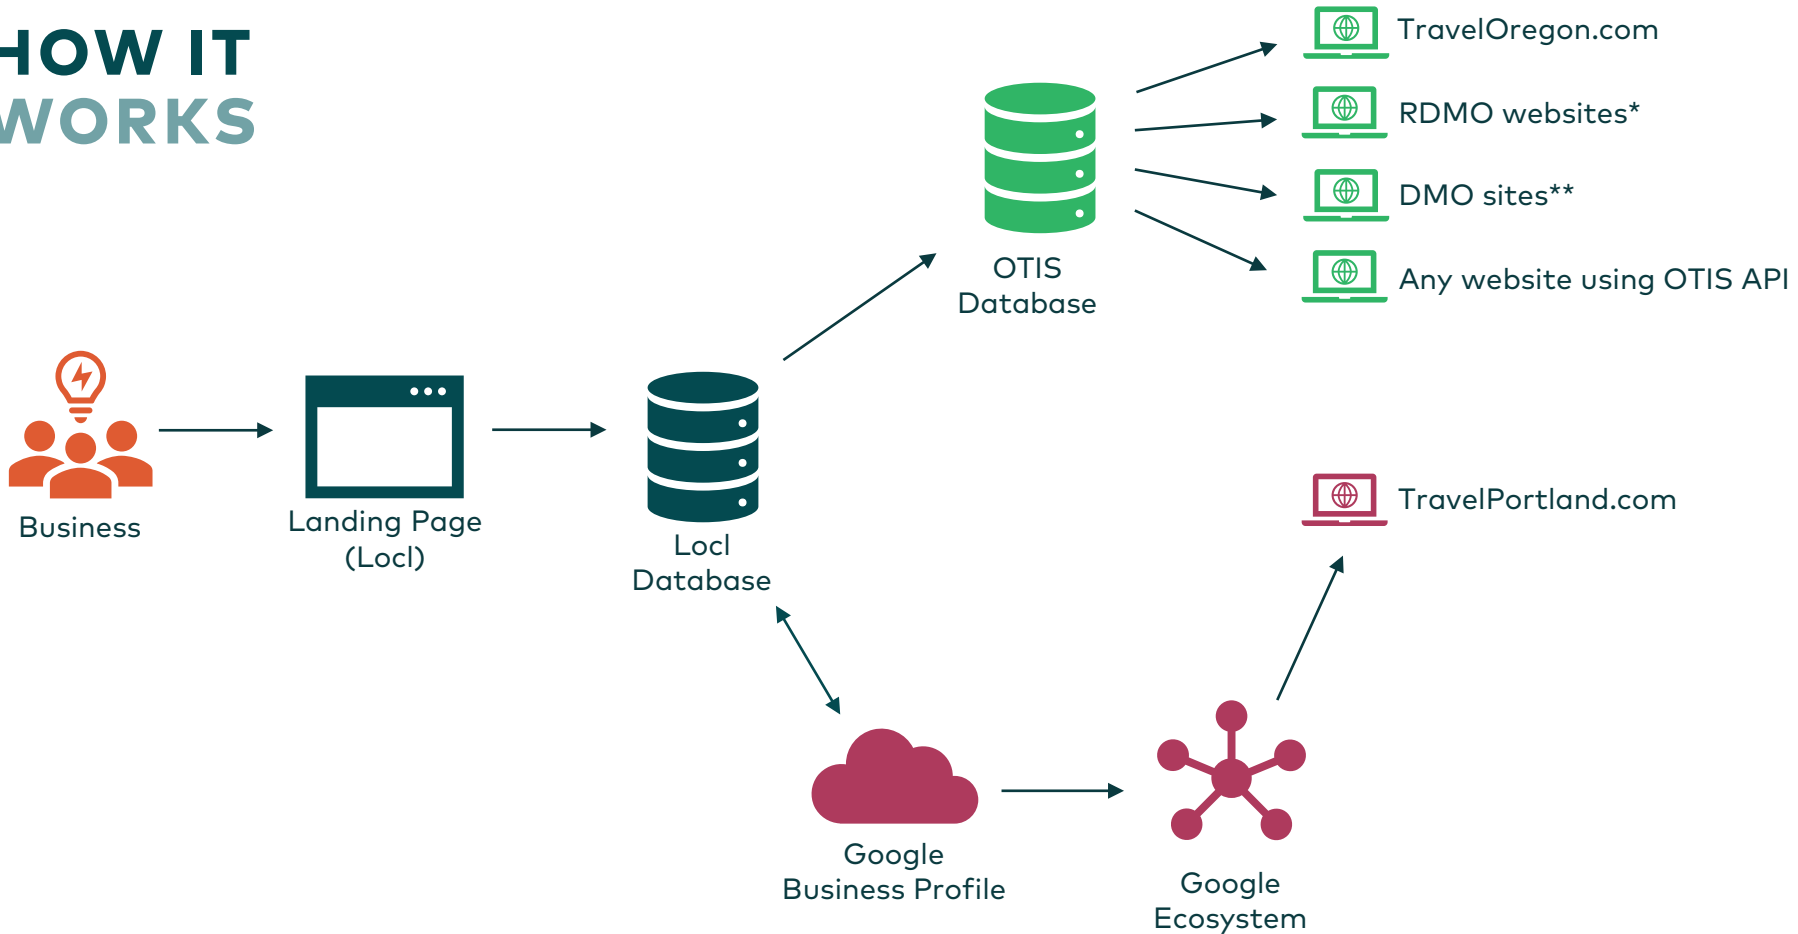 HOW IT
WORKS
TravelOregon.com
RDMO websites*
DMO sites**
Any website using OTIS API
OTIS
Database
Business
Landing Page
(Locl)
Locl
Database
TravelPortland.com
Google
Business Profile
Google
Ecosystem